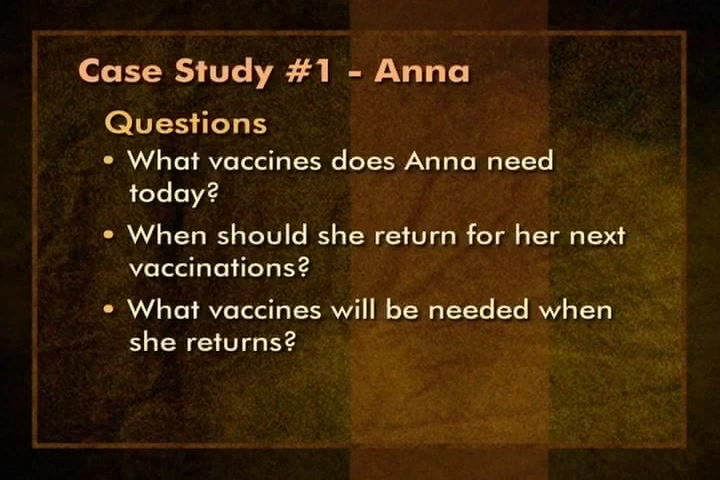 Case Study #1 - Anna
Questions
• What vaccines does Anna need
today?
• When should she return for her next
vaccinations?
• What vaccines will be needed when
she returns?